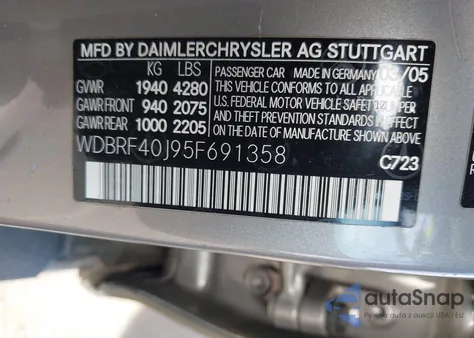 MFD BY DAIMLERCHRYSLER AG STUTTGART
KG LBS
GVWR 1940 4280
GAWR FRONT 940 2075
GAWR REAR 1000 2205
PASSENGER CAR MADE IN GERMANY 03/05
THIS VEHICLE CONFORMS TO ALL APPLICABLE
U.S. FEDERAL MOTOR VEHICLE SAFETY BUMPER AND
THEFT PREVENTION STANDARDS IN EFFECT ON
THE DATE OF MANUFACTURE SHOWN ABOVE
WDBRF40J95F691358
C723
autoSnap